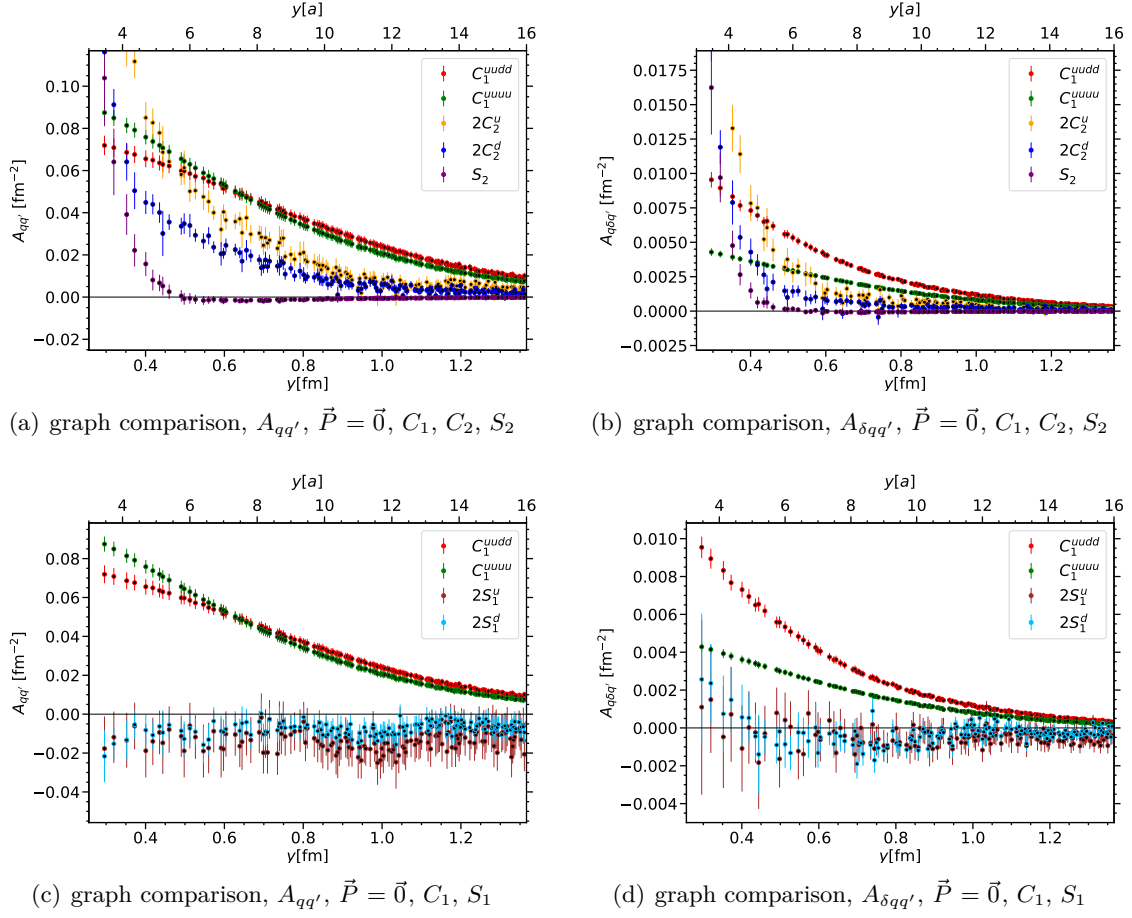 y[a]
4 6 8 10 12 14 16
0.10
0.08
0.06
0.04
0.02
0.00
−0.02
A_{qq'} [fm^{−2}]
C_1^{uudd}
C_1^{uuuu}
2C_2^u
2C_2^d
S_2
0.4 0.6 0.8 1.0 1.2
y[fm]
(a) graph comparison, A_{qq'}, \vec{P} = \vec{0}, C_1, C_2, S_2
y[a]
4 6 8 10 12 14 16
0.0175
0.0150
0.0125
0.0100
0.0075
0.0050
0.0025
0.0000
−0.0025
A_{qδq'} [fm^{−2}]
C_1^{uudd}
C_1^{uuuu}
2C_2^u
2C_2^d
S_2
0.4 0.6 0.8 1.0 1.2
y[fm]
(b) graph comparison, A_{δqq'}, \vec{P} = \vec{0}, C_1, C_2, S_2
y[a]
4 6 8 10 12 14 16
0.08
0.06
0.04
0.02
0.00
−0.02
−0.04
A_{qq'} [fm^{−2}]
C_1^{uudd}
C_1^{uuuu}
2S_1^u
2S_1^d
0.4 0.6 0.8 1.0 1.2
y[fm]
(c) graph comparison, A_{qq'}, \vec{P} = \vec{0}, C_1, S_1
y[a]
4 6 8 10 12 14 16
0.010
0.008
0.006
0.004
0.002
0.000
−0.002
−0.004
A_{qδq'} [fm^{−2}]
C_1^{uudd}
C_1^{uuuu}
2S_1^u
2S_1^d
0.4 0.6 0.8 1.0 1.2
y[fm]
(d) graph comparison, A_{δqq'}, \vec{P} = \vec{0}, C_1, S_1